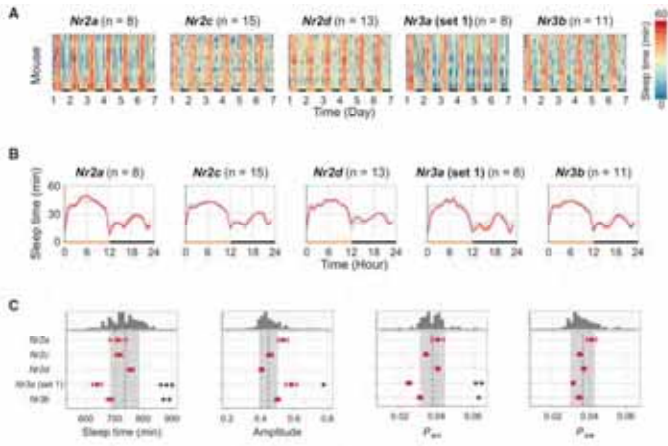 A
Nr2a (n = 8) Nr2c (n = 15) Nr2d (n = 13) Nr3a (set 1) (n = 8) Nr3b (n = 11)
Mouse
60
Sleep time (min)
0
1 2 3 4 5 6 7 1 2 3 4 5 6 7 1 2 3 4 5 6 7 1 2 3 4 5 6 7 1 2 3 4 5 6 7
Time (Day)
B
Nr2a (n = 8) Nr2c (n = 15) Nr2d (n = 13) Nr3a (set 1) (n = 8) Nr3b (n = 11)
Sleep time (min)
60
30
0
0 6 12 18 24 0 6 12 18 24 0 6 12 18 24 0 6 12 18 24 0 6 12 18 24
Time (Hour)
C
Nr2a
Nr2c
Nr2d
Nr3a (set 1)
Nr3b
600 700 800 900 0.2 0.4 0.6 0.8 0.02 0.04 0.06 0.02 0.04 0.06
Sleep time (min) Amplitude